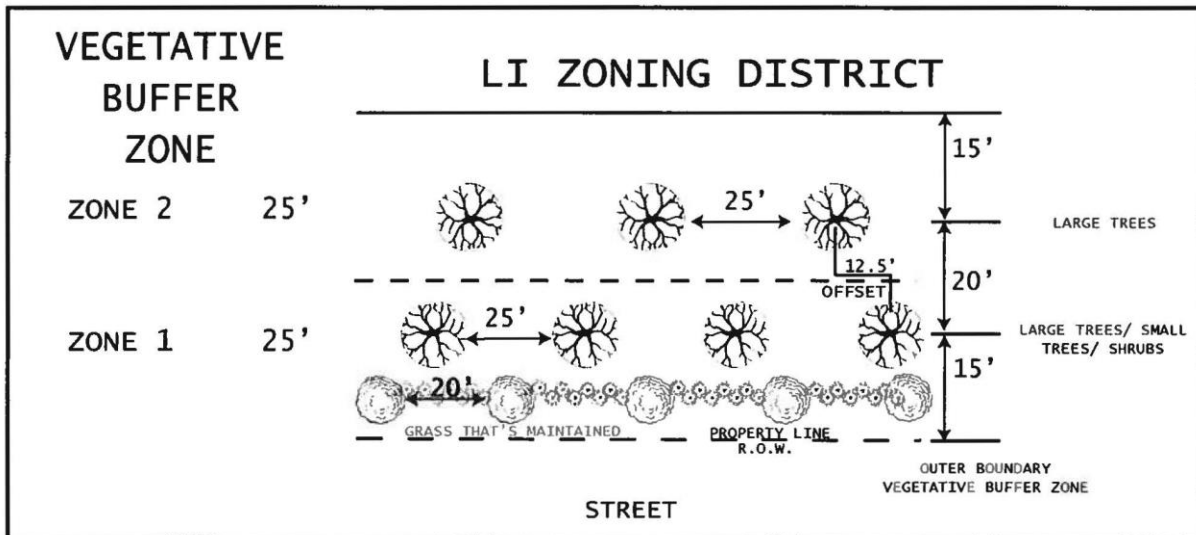 VEGETATIVE
BUFFER
ZONE
LI ZONING DISTRICT
15'
ZONE 2 25'
25'
LARGE TREES
12.5'
OFFSET
20'
ZONE 1 25'
25'
LARGE TREES/ SMALL
TREES/ SHRUBS
15'
20'
GRASS THAT'S MAINTAINED
PROPERTY LINE
R.O.W.
OUTER BOUNDARY
VEGETATIVE BUFFER ZONE
STREET